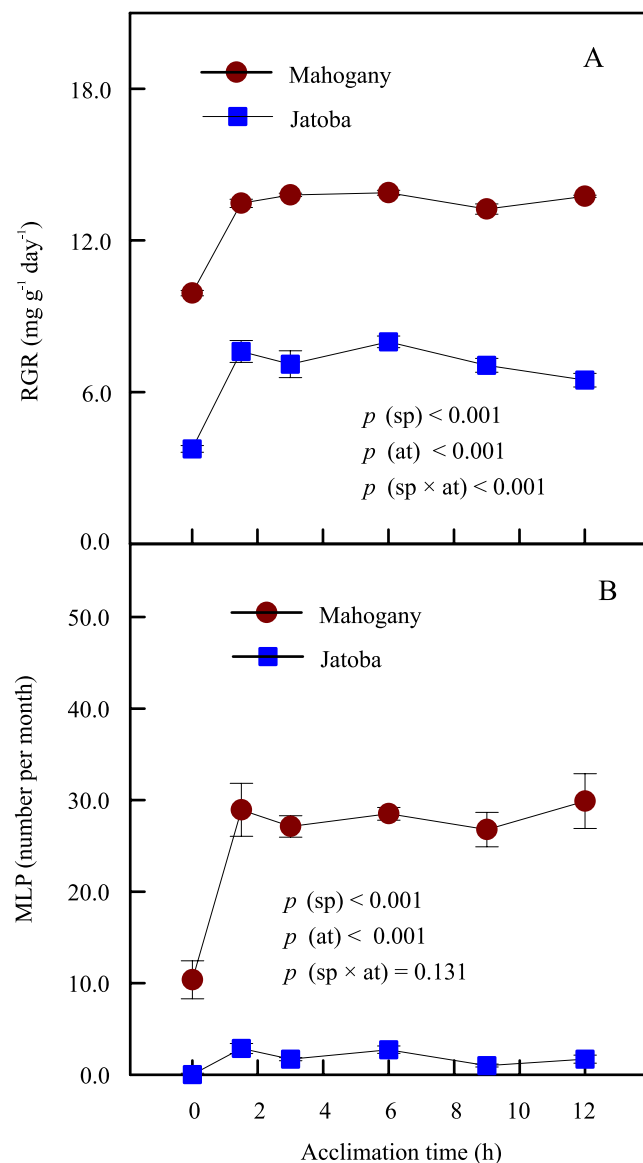 A
Mahogany
Jatoba
18.0
12.0
6.0
0.0
RGR (mg g⁻¹ day⁻¹)
p (sp) < 0.001
p (at) < 0.001
p (sp × at) < 0.001
B
Mahogany
Jatoba
50.0
40.0
30.0
20.0
10.0
0.0
MLP (number per month)
p (sp) < 0.001
p (at) < 0.001
p (sp × at) = 0.131
0 2 4 6 8 10 12
Acclimation time (h)